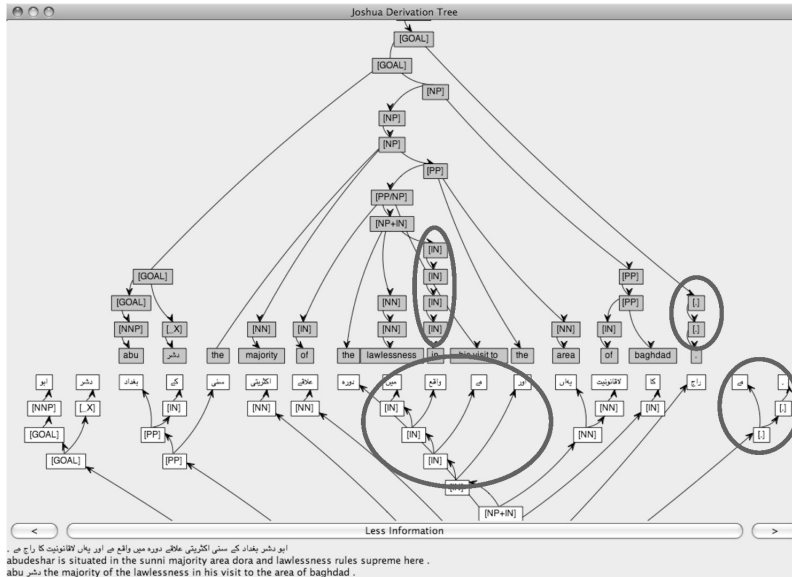 Joshua Derivation Tree
[GOAL]
[GOAL]
[NP]
[NP]
[NP]
[PP]
[PP/NP]
[NP+IN]
[IN]
[GOAL] [IN] [PP]
[GOAL] [NN] [IN] [PP] [.]
[NNP] [_X] [NN] [IN] [NN] [IN] [NN] [IN] [.]
abu دشر the majority of the lawlessness in his visit to the area of baghdad .
ابو دشر بغداد کے سنی اکثریتی علاقے دورہ میں واقع ہے اور یہاں لاقانونیت کا راج ہے .
[NNP] [_X] [IN] [NN] [NN] [IN] [NN] [IN] [.]
[GOAL] [PP] [IN] [NN] [.]
[GOAL] [PP] [IN]
[IN]
[NP+IN]
< Less Information >
ابو دشر بغداد کے سنی اکثریتی علاقے دورہ میں واقع ہے اور یہاں لاقانونیت کا راج ہے .
abudeshar is situated in the sunni majority area dora and lawlessness rules supreme here .
abu دشر the majority of the lawlessness in his visit to the area of baghdad .